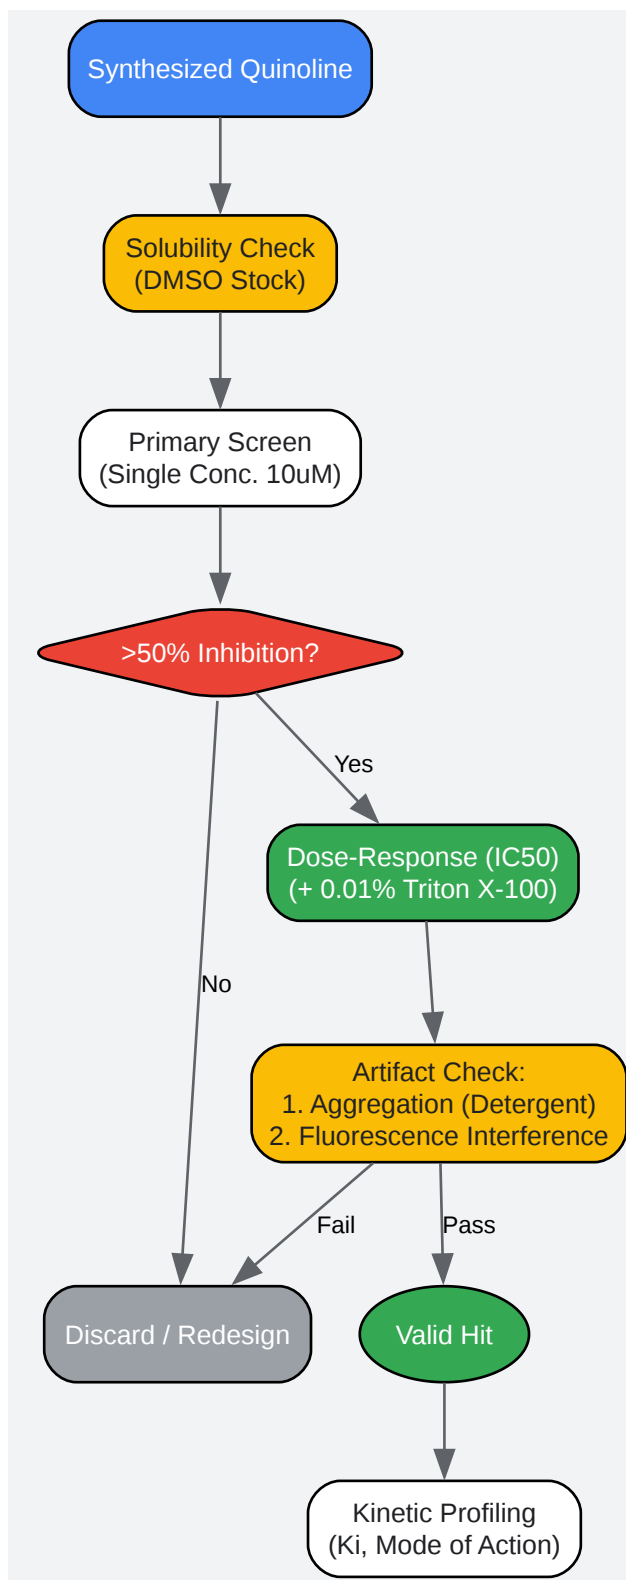 Synthesized Quinoline
Solubility Check
(DMSO Stock)
Primary Screen
(Single Conc. 10uM)
>50% Inhibition?
Yes
Dose-Response (IC50)
(+ 0.01% Triton X-100)
No
Artifact Check:
1. Aggregation (Detergent)
2. Fluorescence Interference
Fail
Pass
Discard / Redesign
Valid Hit
Kinetic Profiling
(Ki, Mode of Action)